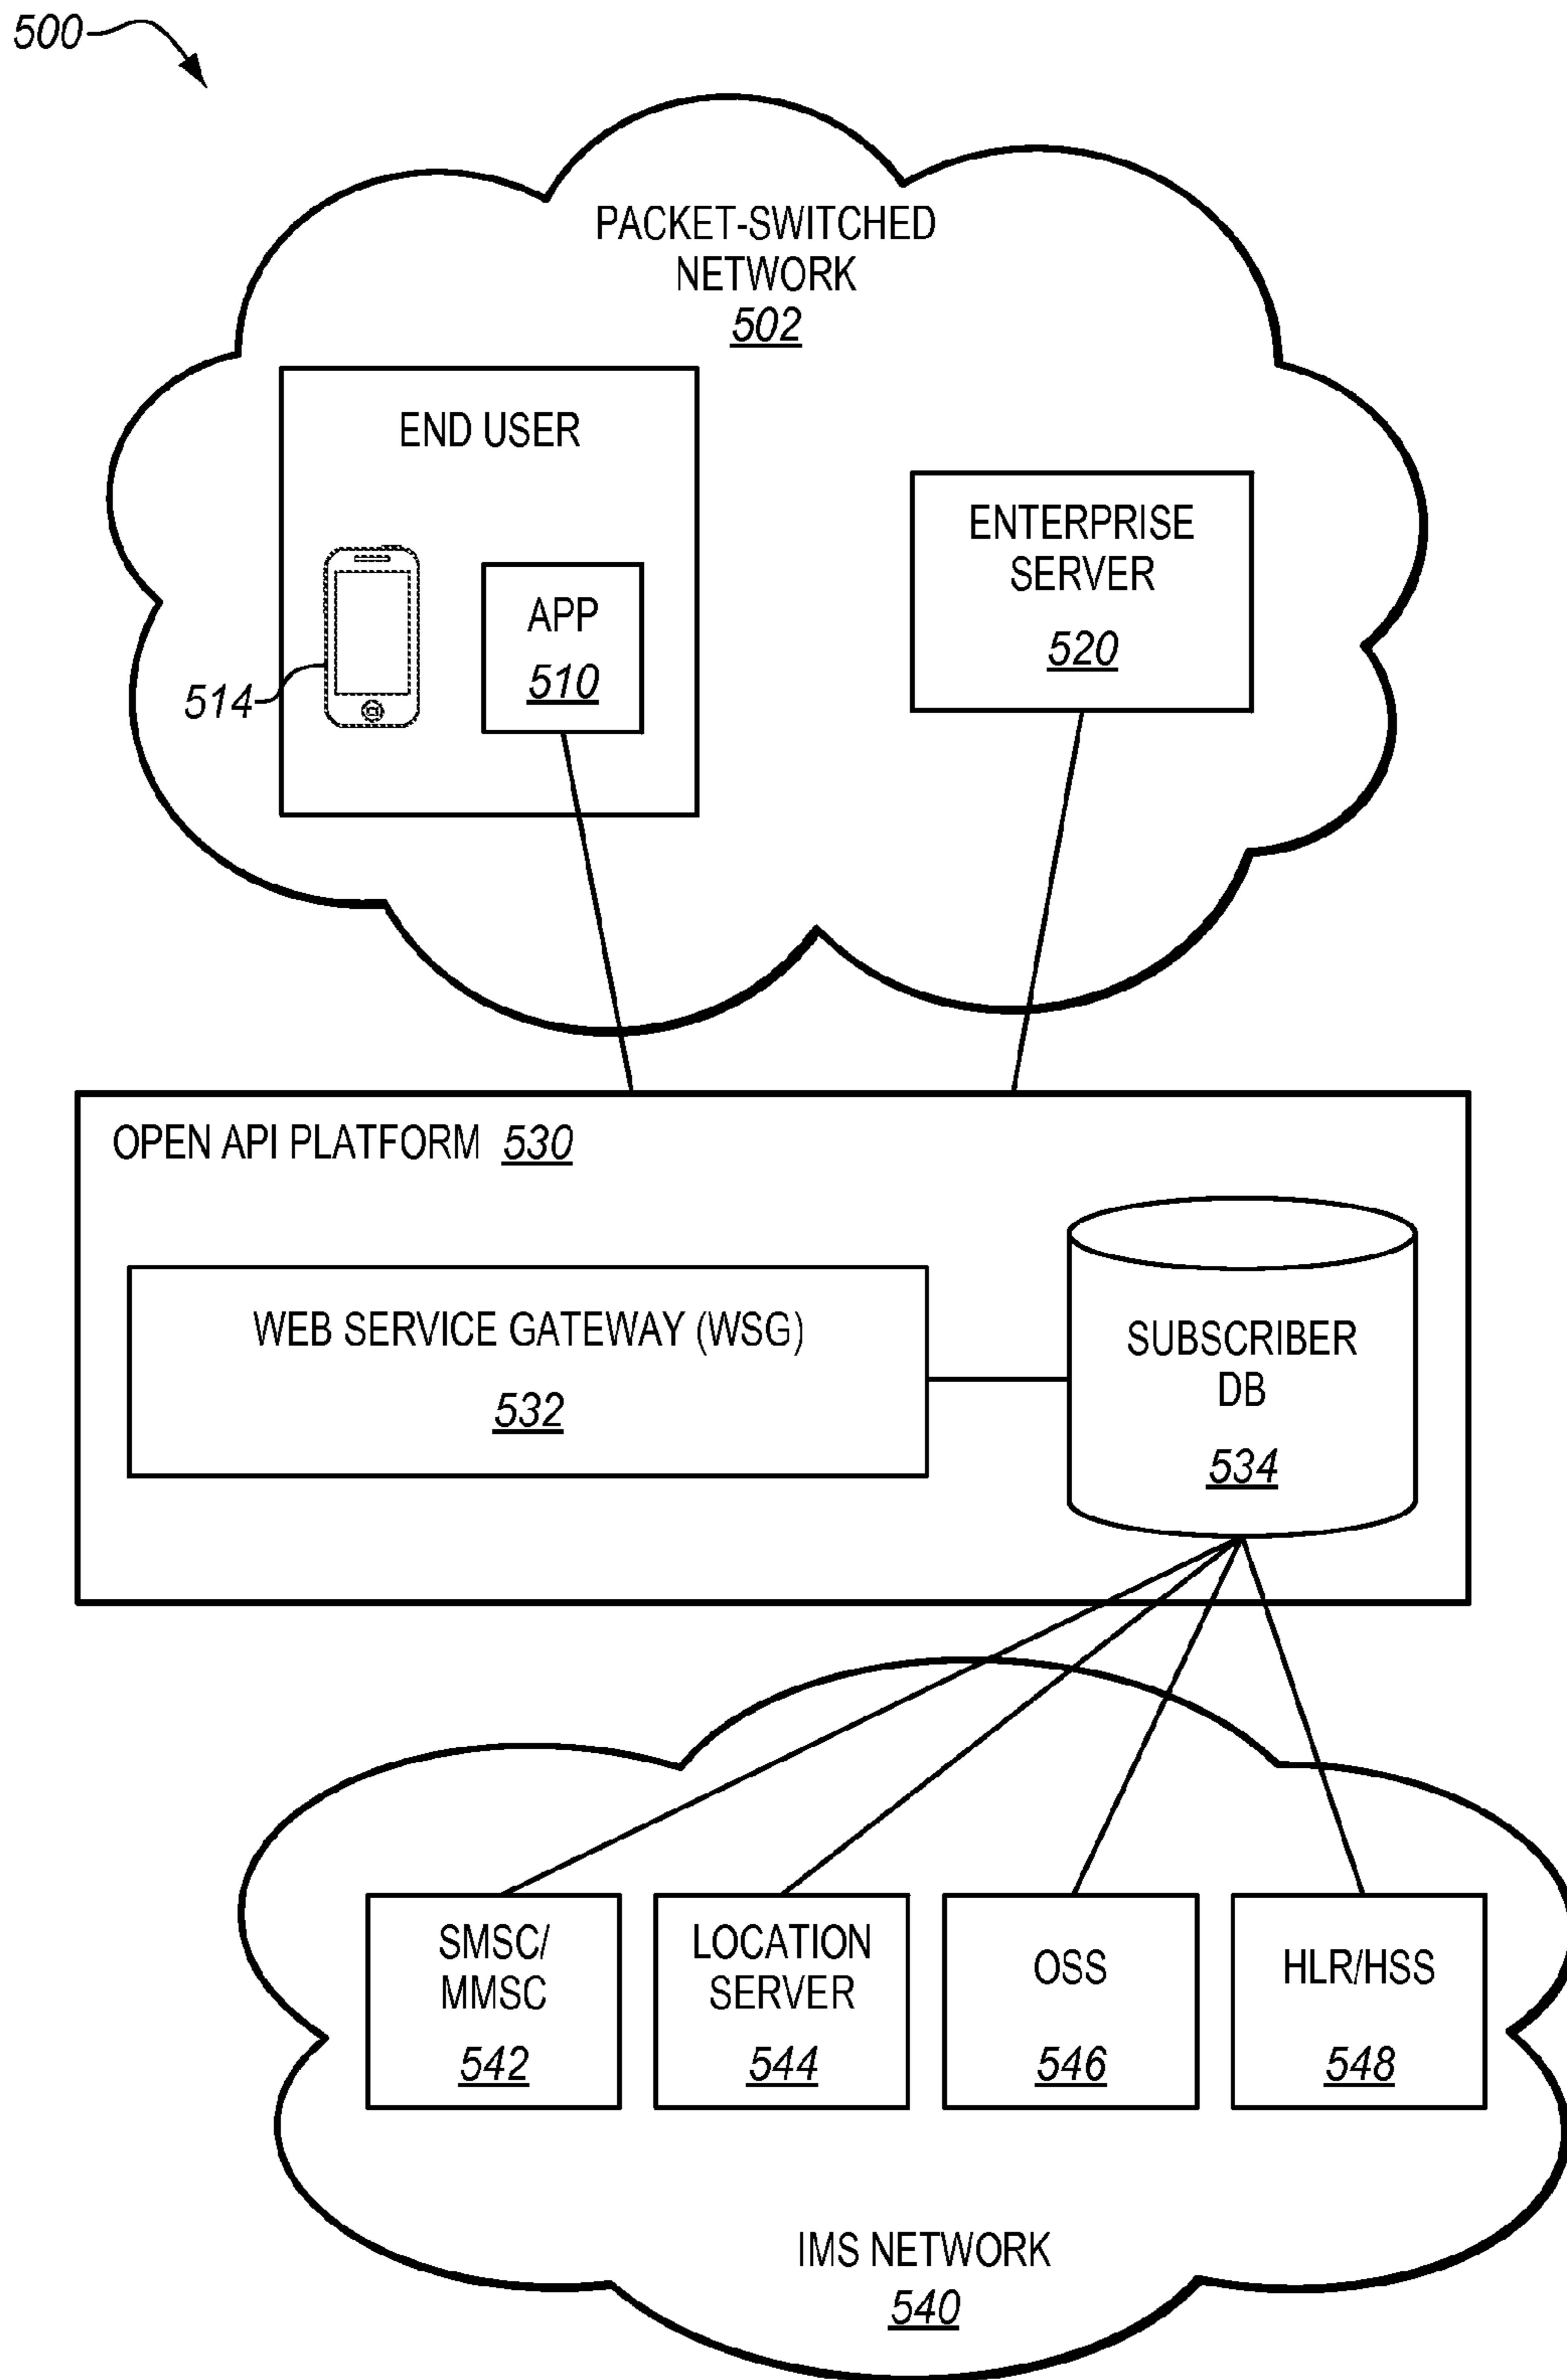 500
PACKET-SWITCHED
NETWORK
502
END USER
514
APP
510
ENTERPRISE
SERVER
520
OPEN API PLATFORM 530
WEB SERVICE GATEWAY (WSG)
532
SUBSCRIBER
DB
534
SMSC/
MMSC
542
LOCATION
SERVER
544
OSS
546
HLR/HSS
548
IMS NETWORK
540